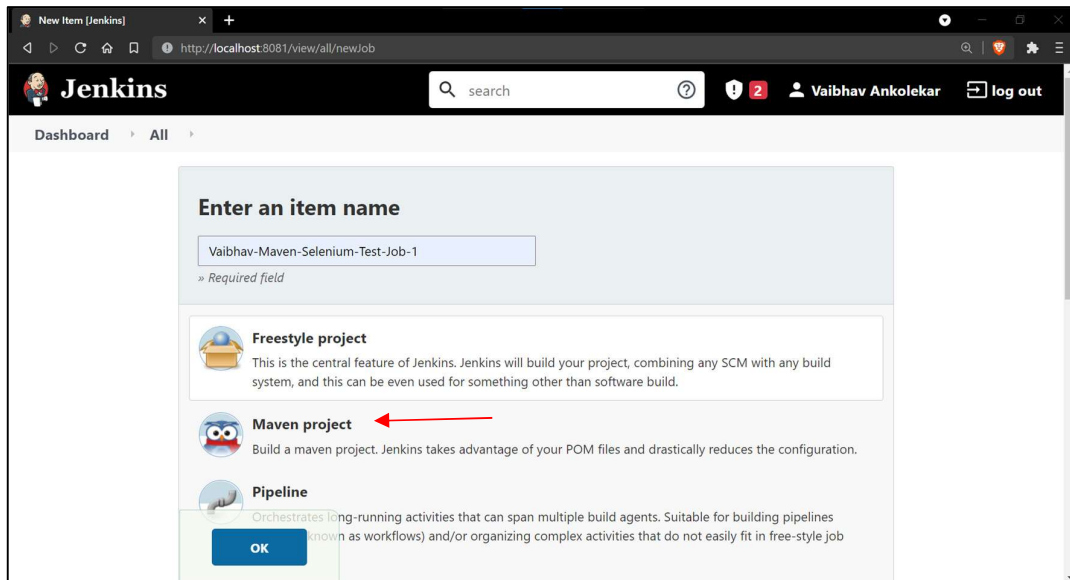 New Item [Jenkins]
http://localhost:8081/view/all/newJob
Jenkins
search
2
Vaibhav Ankolekar
log out
Dashboard
All
Enter an item name
Vaibhav-Maven-Selenium-Test-Job-1
» Required field
Freestyle project
This is the central feature of Jenkins. Jenkins will build your project, combining any SCM with any build
system, and this can be even used for something other than software build.
Maven project
Build a maven project. Jenkins takes advantage of your POM files and drastically reduces the configuration.
Pipeline
Orchestrates long-running activities that can span multiple build agents. Suitable for building pipelines
known as workflows) and/or organizing complex activities that do not easily fit in free-style job
OK